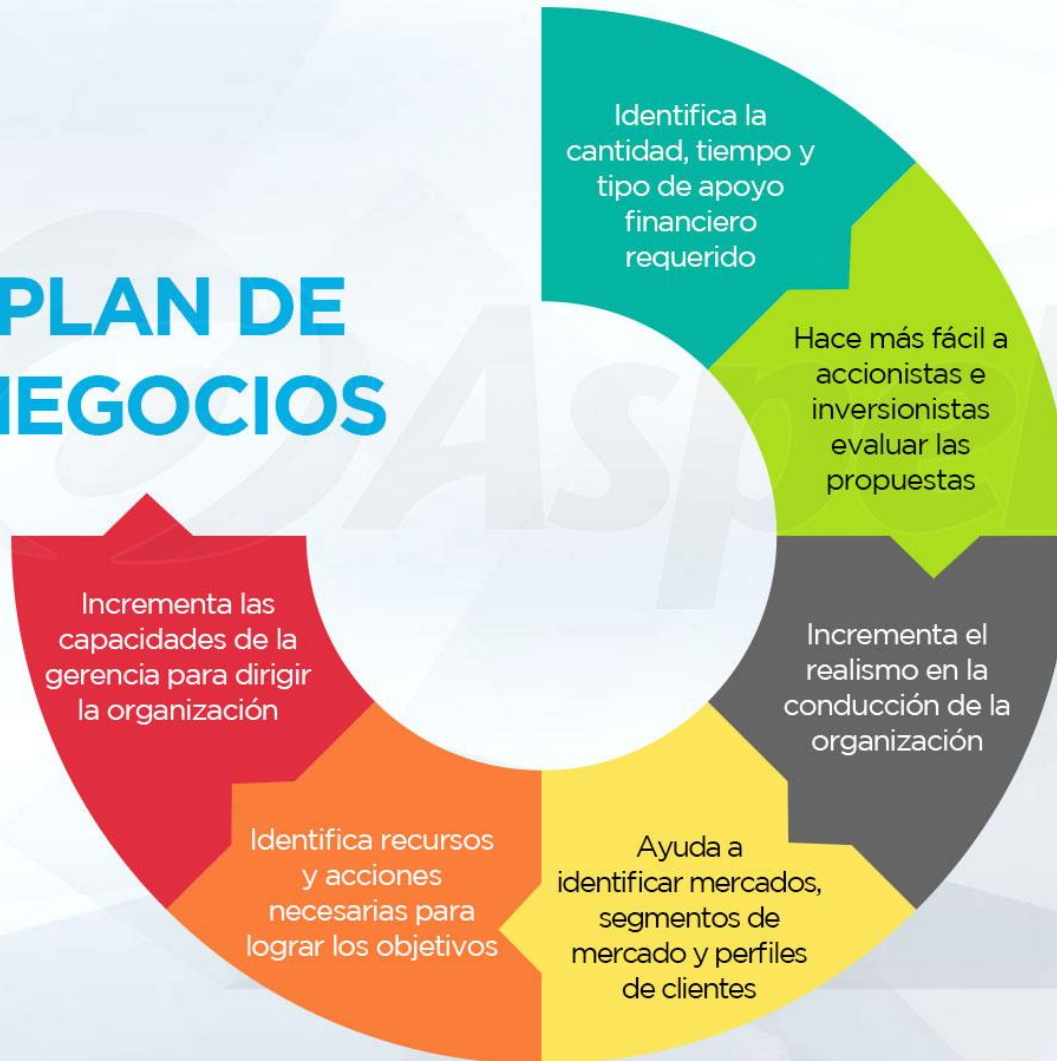 PLAN DE
NEGOCIOS
Identifica la
cantidad, tiempo y
tipo de apoyo
financiero
requerido
Hace más fácil a
accionistas e
inversionistas
evaluar las
propuestas
Incrementa el
realismo en la
conducción de la
organización
Ayuda a
identificar mercados,
segmentos de
mercado y perfiles
de clientes
Identifica recursos
y acciones
necesarias para
lograr los objetivos
Incrementa las
capacidades de la
gerencia para dirigir
la organización
Aspel